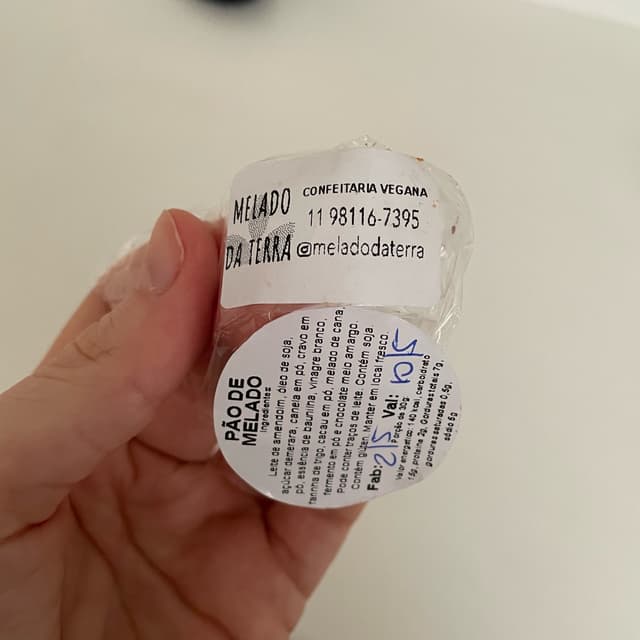 MELADO
DA TERRA
CONFEITARIA VEGANA
11 98116-7395
@meladodaterra
PÃO DE
MELADO
Ingredientes:
Leite de amendoim, óleo de soja,
açúcar demerara, canela em pó, cravo em
pó, essência de baunilha, vinagre branco,
farinha de trigo, cacau em pó, melado de cana,
fermento em pó e chocolate meio amargo.
Pode conter traços de leite. Contém soja.
Contém glúten. Manter em local fresco.
Fab: Val:
Porção de 30g
Valor energético: 140 kcal, carboidrato
15g, proteína 3g, Gorduras totais 7g,
gorduras saturadas 0,5g,
sódio 5g